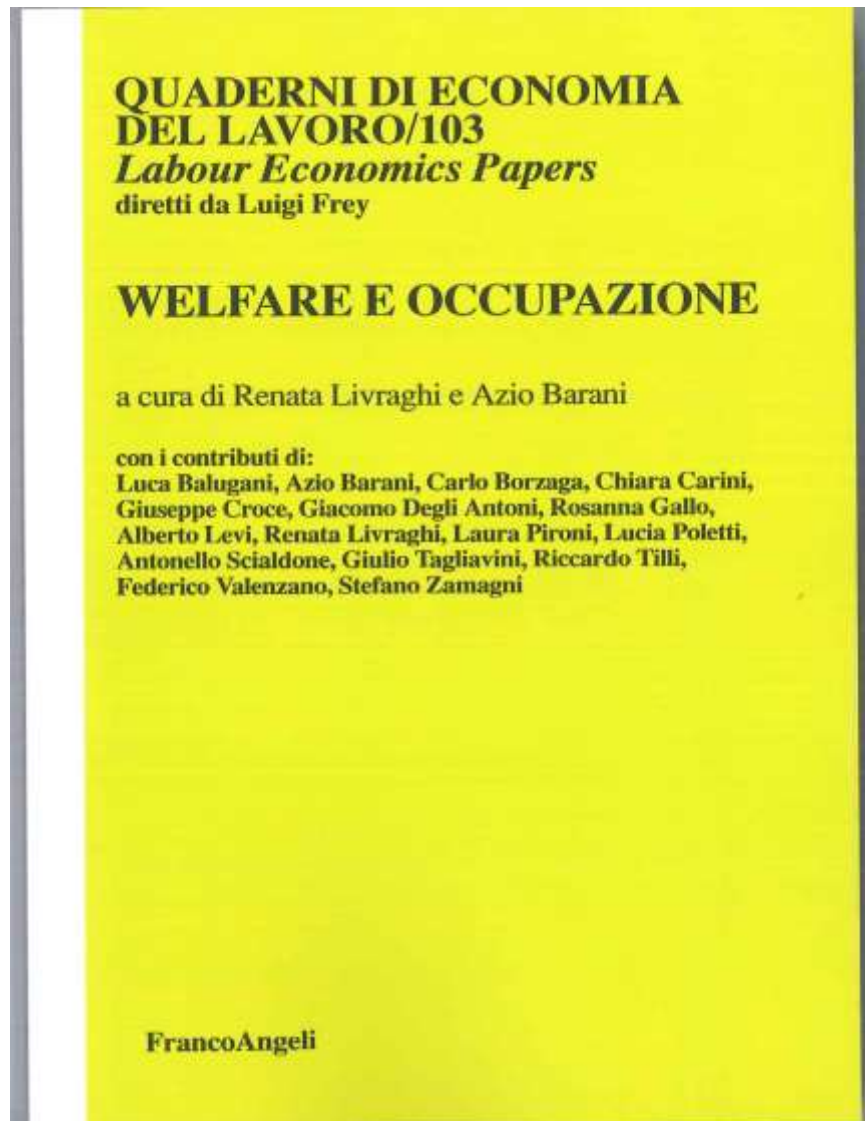 QUADERNI DI ECONOMIA
DEL LAVORO/103
Labour Economics Papers
diretti da Luigi Frey
WELFARE E OCCUPAZIONE
a cura di Renata Livraghi e Azio Barani
con i contributi di:
Luca Balugani, Azio Barani, Carlo Borzaga, Chiara Carini,
Giuseppe Croce, Giacomo Degli Antoni, Rosanna Gallo,
Alberto Levi, Renata Livraghi, Laura Pironi, Lucia Poletti,
Antonello Scialdone, Giulio Tagliavini, Riccardo Tilli,
Federico Valenzano, Stefano Zamagni
FrancoAngeli